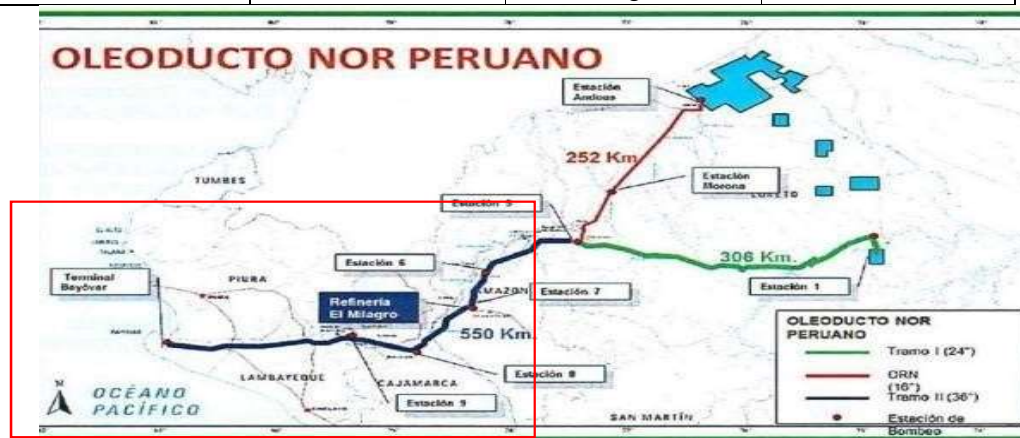 OLEODUCTO NOR PERUANO
Estación
Andoas
252 Km
Estación
Morona
LORETO
TUMBES
Estación 5
306 Km.
Estación 6
Terminal
Bayóvar
PIURA
Estación 1
Refinería
El Milagro
AMAZON
Estación 7
550 Km.
OLEODUCTO NOR
PERUANO
Tramo I (24")
ORN
(16")
Tramo II (36")
Estación de
Bombeo
Estación 8
LAMBAYEQUE
CAJAMARCA
Estación 9
N
OCÉANO
PACÍFICO
SAN MARTÍN